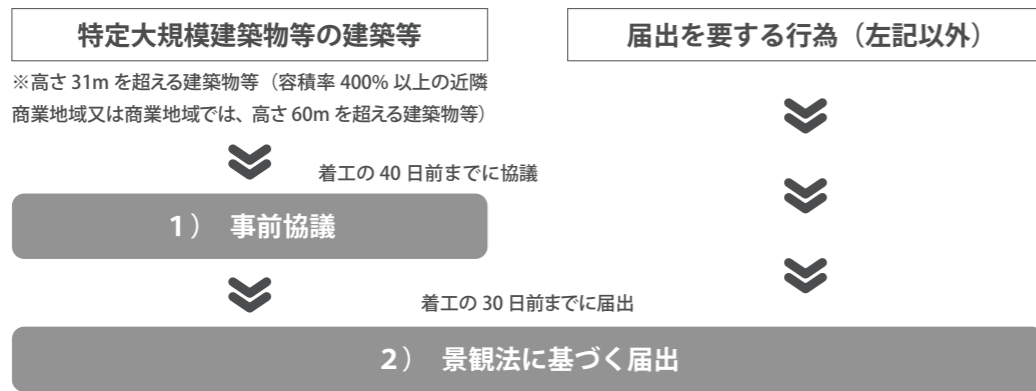 特定大規模建築物等の建築等
※高さ 31m を超える建築物等（容積率 400% 以上の近隣
商業地域又は商業地域では、高さ 60m を超える建築物等）
着工の 40 日前までに協議
1） 事前協議
届出を要する行為（左記以外）
着工の 30 日前までに届出
2） 景観法に基づく届出